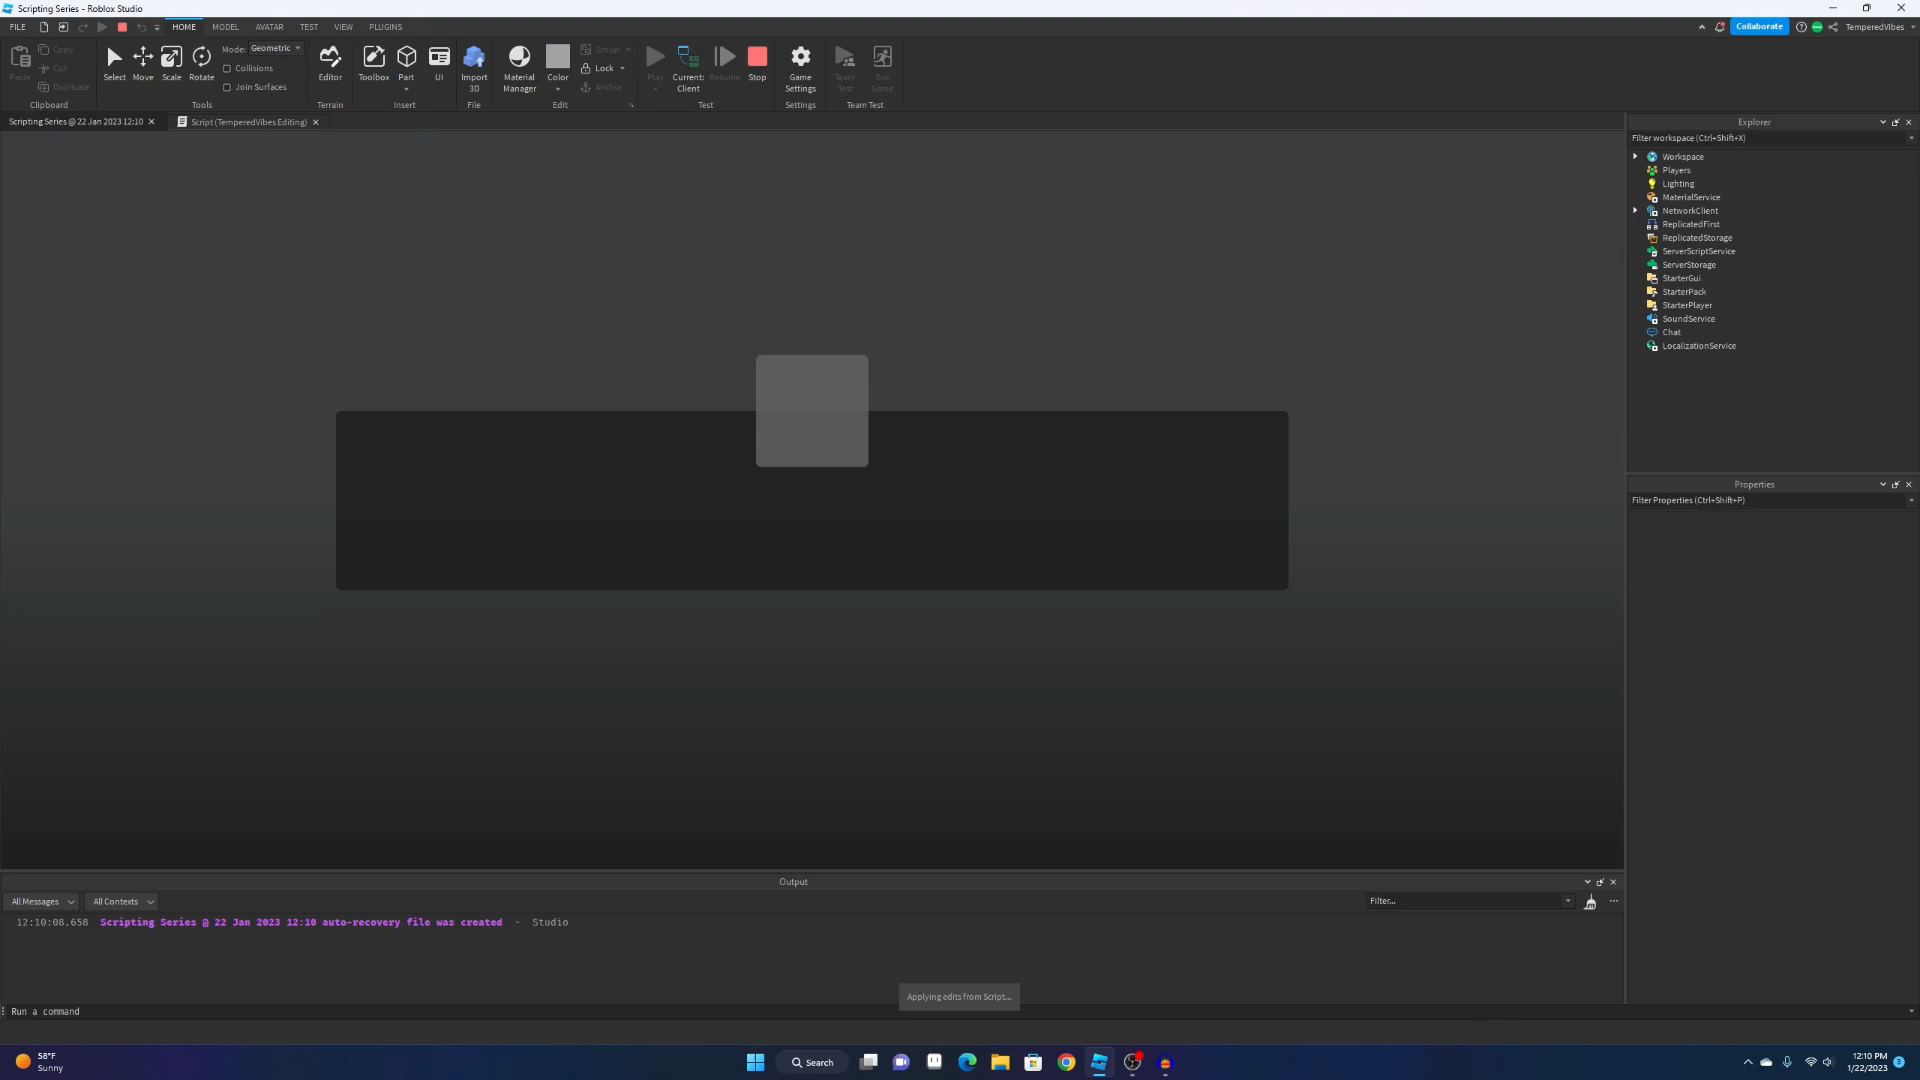 Scripting Series - Roblox Studio
FILE HOME MODEL AVATAR TEST VIEW PLUGINS
Collaborate
TemperedVibes
Paste
Copy
Cut
Duplicate
Clipboard
Select
Move
Scale
Rotate
Mode: Geometric
Collisions
Join Surfaces
Tools
Editor
Terrain
Toolbox
Part
UI
Insert
Import
3D
File
Material
Manager
Color
Group
Lock
Anchor
Edit
Play
Current:
Client
Resume
Stop
Test
Game
Settings
Settings
Team
Test
Exit
Game
Team Test
Scripting Series @ 22 Jan 2023 12:10
Script (TemperedVibes Editing)
Explorer
Filter workspace (Ctrl+Shift+X)
Workspace
Players
Lighting
MaterialService
NetworkClient
ReplicatedFirst
ReplicatedStorage
ServerScriptService
ServerStorage
StarterGui
StarterPack
StarterPlayer
SoundService
Chat
LocalizationService
Properties
Filter Properties (Ctrl+Shift+P)
Output
All Messages
All Contexts
Filter...
12:10:08.658 Scripting Series @ 22 Jan 2023 12:10 auto-recovery file was created - Studio
Applying edits from Script...
Run a command
58°F
Sunny
Search
12:10 PM
1/22/2023
3